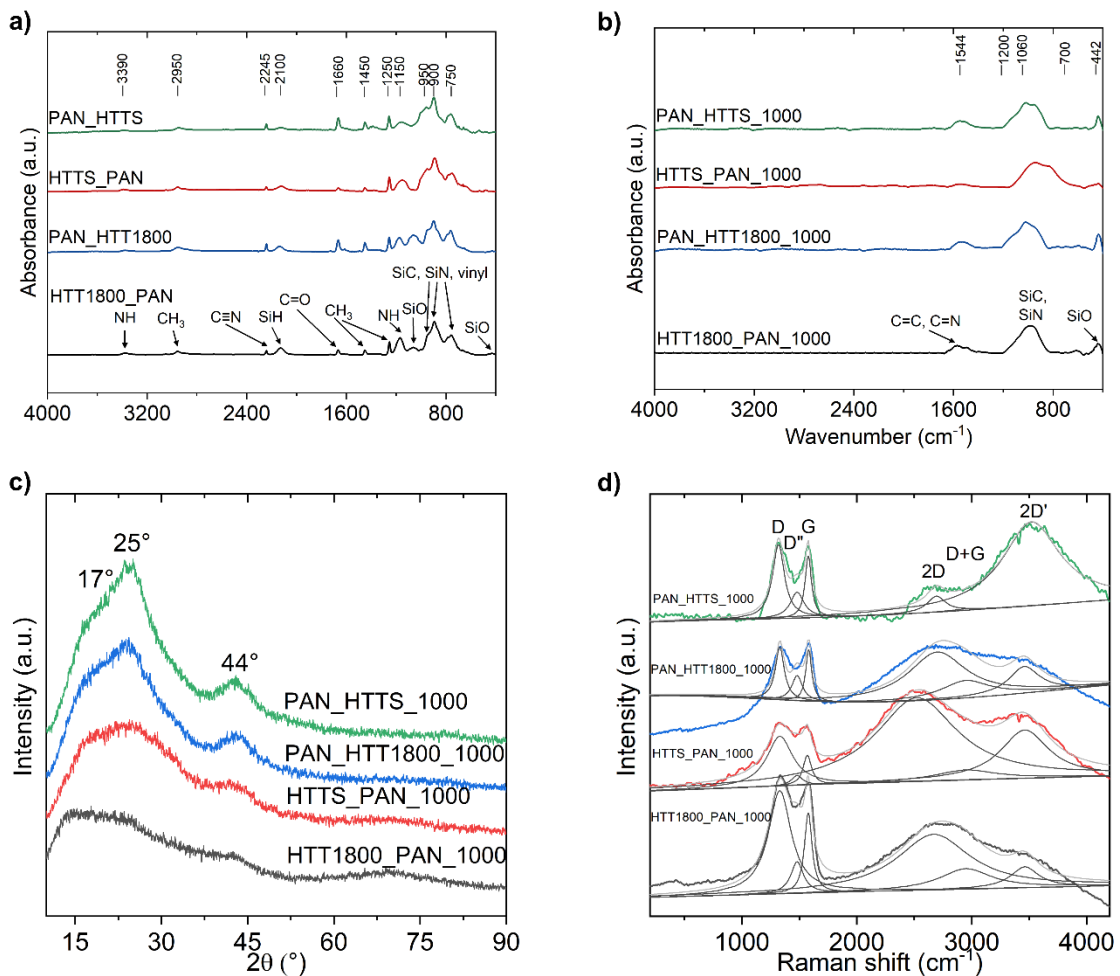 a)
3390
2950
2245
2100
1660
1450
1250
1150
950
900
750
PAN_HTTS
HTTS_PAN
PAN_HTT1800
HTT1800_PAN
SiC, SiN, vinyl
NH
CH3
C≡N
SiH
C=O
CH3
NH
SiO
SiO
Absorbance (a.u.)
4000 3200 2400 1600 800
b)
1544
1200
1060
700
442
PAN_HTTS_1000
HTTS_PAN_1000
PAN_HTT1800_1000
HTT1800_PAN_1000
C=C, C=N
SiC,
SiN
SiO
Absorbance (a.u.)
4000 3200 2400 1600 800
Wavenumber (cm-1)
c)
25°
17°
44°
PAN_HTTS_1000
PAN_HTT1800_1000
HTTS_PAN_1000
HTT1800_PAN_1000
Intensity (a.u.)
15 30 45 60 75 90
2θ (°)
d)
D
D"
G
2D
D+G
2D'
PAN_HTTS_1000
PAN_HTT1800_1000
HTTS_PAN_1000
HTT1800_PAN_1000
Intensity (a.u.)
1000 2000 3000 4000
Raman shift (cm-1)